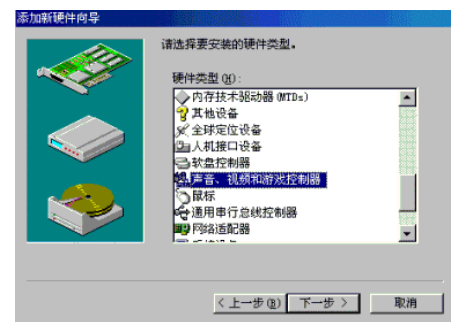 添加新硬件向导
请选择要安装的硬件类型。
硬件类型(H):
内存技术驱动器(MTDs)
其他设备
全球定位设备
人机接口设备
软盘控制器
声音、视频和游戏控制器
鼠标
通用串行总线控制器
网络适配器
< 上一步(B)
下一步 >
取消